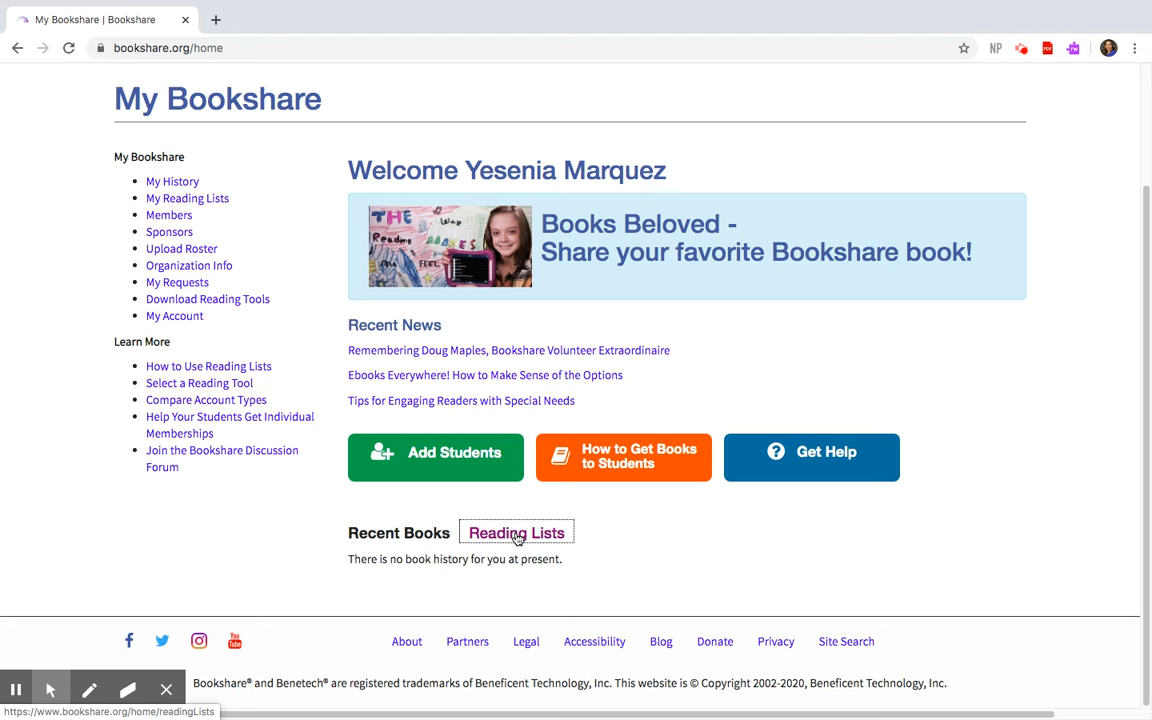 My Bookshare | Bookshare
bookshare.org/home
NP
My Bookshare
My Bookshare
My History
My Reading Lists
Members
Sponsors
Upload Roster
Organization Info
My Requests
Download Reading Tools
My Account
Learn More
How to Use Reading Lists
Select a Reading Tool
Compare Account Types
Help Your Students Get Individual
Memberships
Join the Bookshare Discussion
Forum
Welcome Yesenia Marquez
THE
Way
Readers
FEEL
Books Beloved -
Share your favorite Bookshare book!
Recent News
Remembering Doug Maples, Bookshare Volunteer Extraordinaire
Ebooks Everywhere! How to Make Sense of the Options
Tips for Engaging Readers with Special Needs
Add Students
How to Get Books
to Students
Get Help
Recent Books
Reading Lists
There is no book history for you at present.
You
Tube
About
Partners
Legal
Accessibility
Blog
Donate
Privacy
Site Search
Bookshare® and Benetech® are registered trademarks of Beneficent Technology, Inc. This website is © Copyright 2002-2020, Beneficent Technology, Inc.
https://www.bookshare.org/home/readingLists